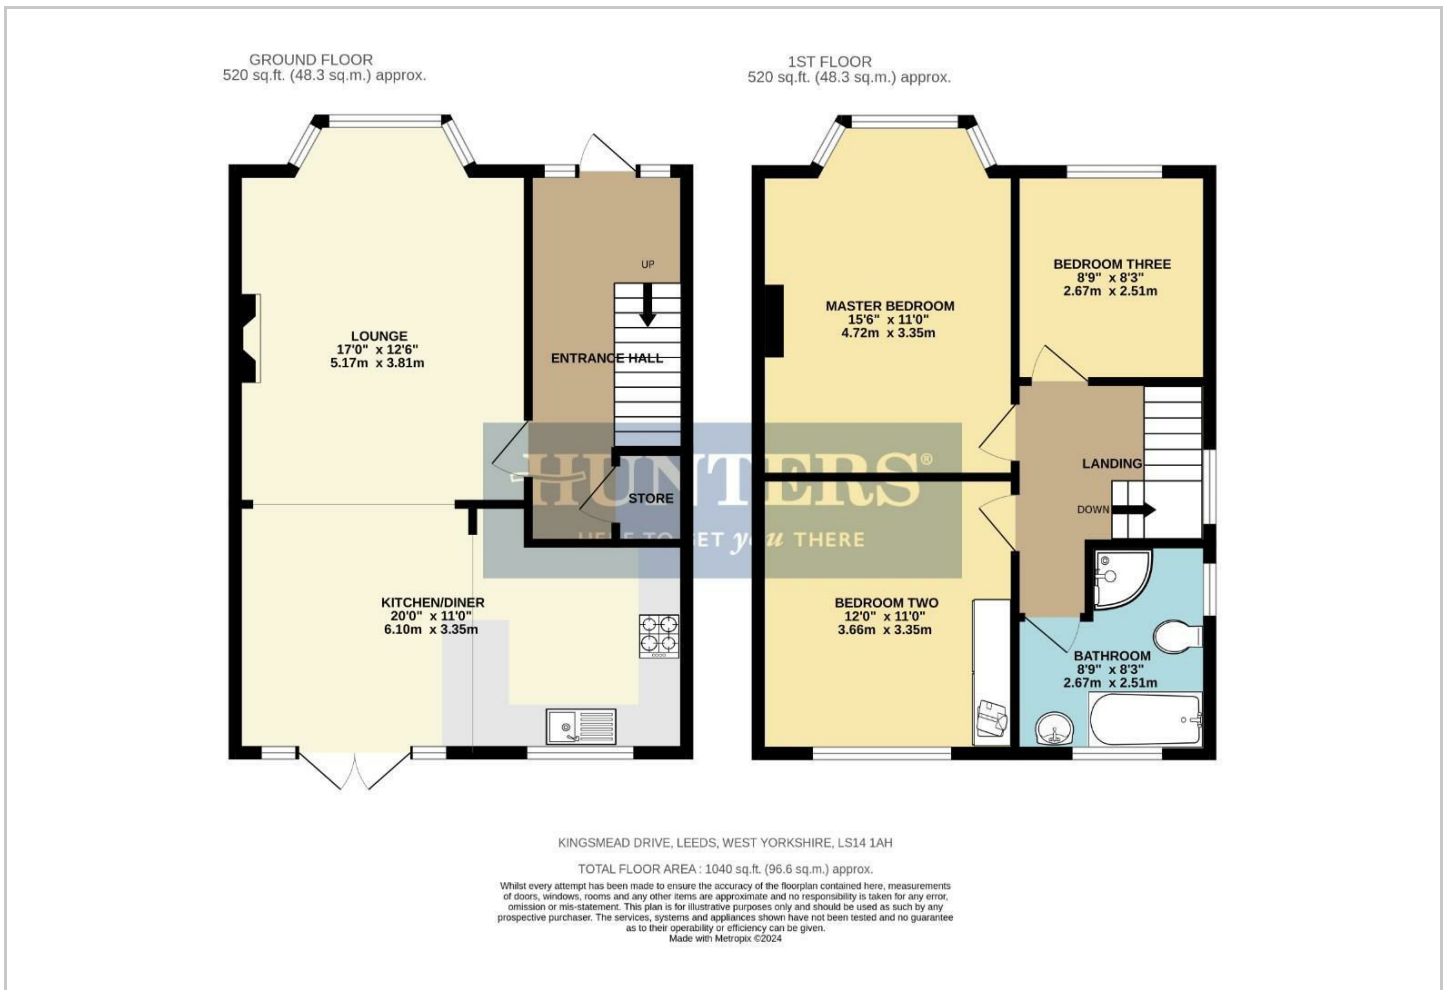 GROUND FLOOR
520 sq.ft. (48.3 sq.m.) approx.
1ST FLOOR
520 sq.ft. (48.3 sq.m.) approx.
LOUNGE
17'0" x 12'6"
5.17m x 3.81m
UP
ENTRANCE HALL
STORE
KITCHEN/DINER
20'0" x 11'0"
6.10m x 3.35m
MASTER BEDROOM
15'6" x 11'0"
4.72m x 3.35m
BEDROOM THREE
8'9" x 8'3"
2.67m x 2.51m
LANDING
DOWN
BEDROOM TWO
12'0" x 11'0"
3.66m x 3.35m
BATHROOM
8'9" x 8'3"
2.67m x 2.51m
HUNTERS®
HERE TO GET you THERE
KINGSMEAD DRIVE, LEEDS, WEST YORKSHIRE, LS14 1AH
TOTAL FLOOR AREA : 1040 sq.ft. (96.6 sq.m.) approx.
Whilst every attempt has been made to ensure the accuracy of the floorplan contained here, measurements
of doors, windows, rooms and any other items are approximate and no responsibility is taken for any error,
omission or mis-statement. This plan is for illustrative purposes only and should be used as such by any
prospective purchaser. The services, systems and appliances shown have not been tested and no guarantee
as to their operability or efficiency can be given.
Made with Metropix ©2024